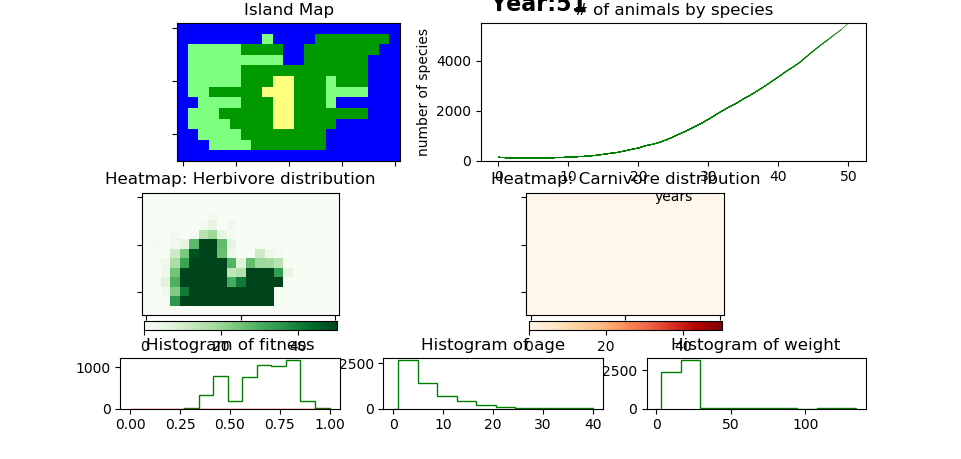 Year:51
Island Map
# of animals by species
number of species
4000
2000
0
0 10 20 30 40 50
years
Heatmap: Herbivore distribution
Heatmap: Carnivore distribution
0 20 40
0 20 40
Histogram of fitness
Histogram of age
Histogram of weight
1000
0
0.00 0.25 0.50 0.75 1.00
2500
0
0 10 20 30 40
2500
0
0 50 100